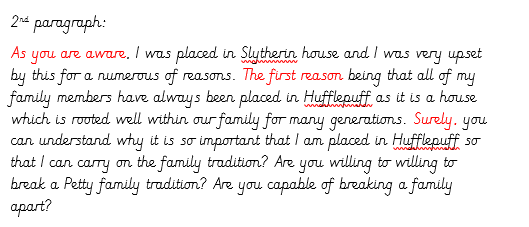 2nd paragraph:
As you are aware, I was placed in Slytherin house and I was very upset
by this for a numerous of reasons. The first reason being that all of my
family members have always been placed in Hufflepuff as it is a house
which is rooted well within our family for many generations. Surely, you
can understand why it is so important that I am placed in Hufflepuff so
that I can carry on the family tradition? Are you willing to willing to
break a Petty family tradition? Are you capable of breaking a family
apart?